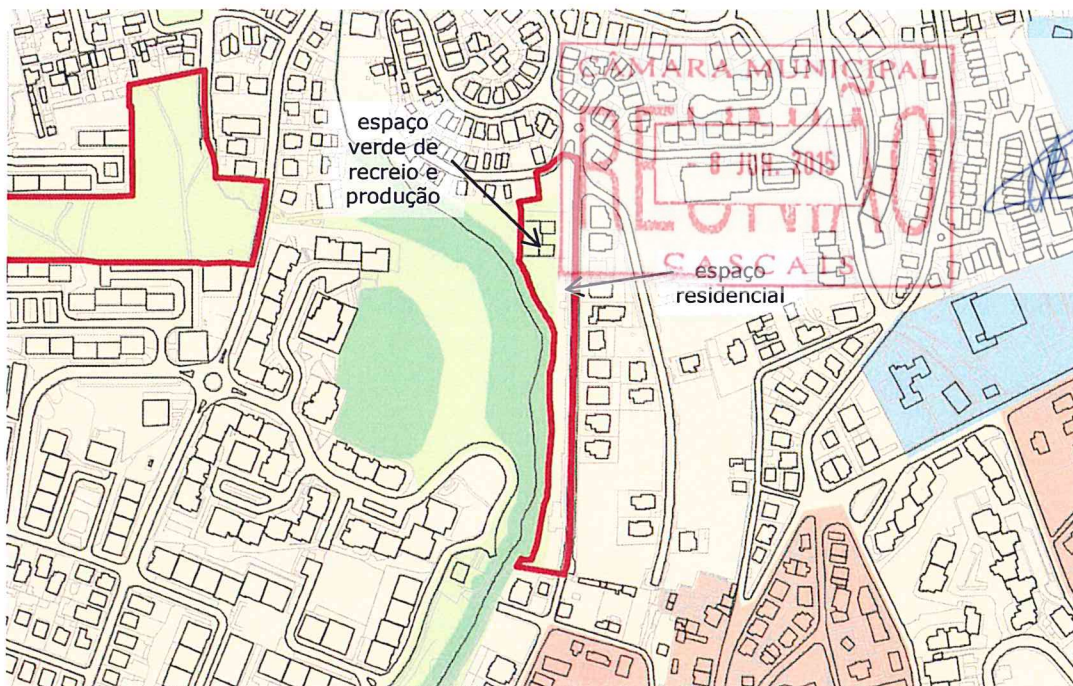 espaço
verde de
recreio e
produção
CÂMARA MUNICIPAL
REUNIÃO
8 JUN. 2015
CASCAIS
espaço
residencial